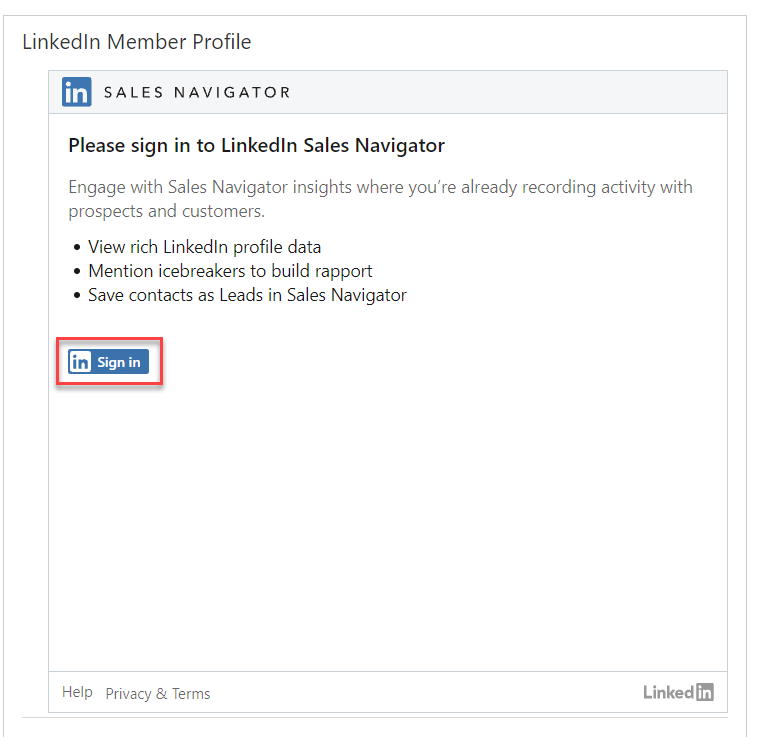 LinkedIn Member Profile
in SALES NAVIGATOR
Please sign in to LinkedIn Sales Navigator
Engage with Sales Navigator insights where you’re already recording activity with
prospects and customers.
• View rich LinkedIn profile data
• Mention icebreakers to build rapport
• Save contacts as Leads in Sales Navigator
in Sign in
Help Privacy & Terms LinkedIn